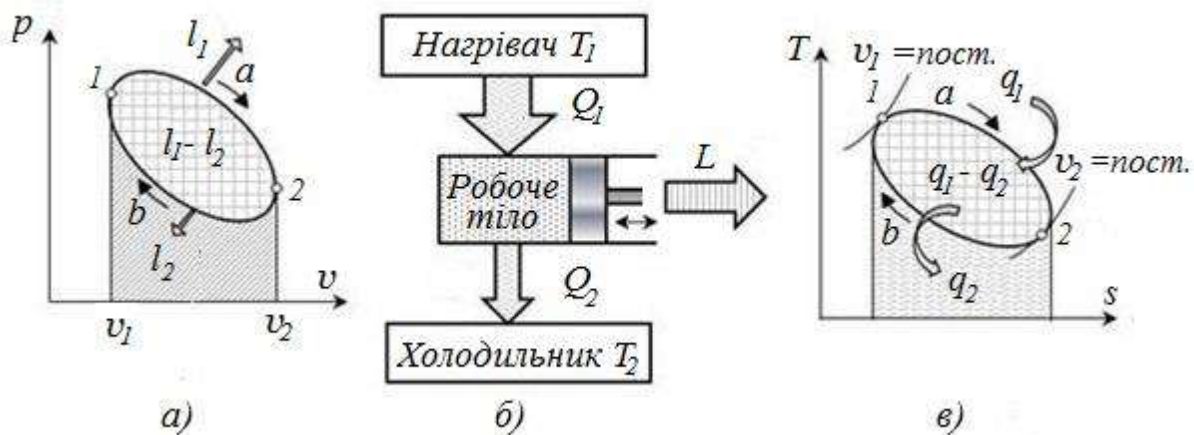 p
l₁
a
1
l₁- l₂
2
b
l₂
v
v₁
v₂
а)
Нагрівач T₁
Q₁
Робоче
тіло
L
Q₂
Холодильник T₂
б)
T
v₁ =пост.
q₁
1
a
v₂ =пост.
q₁- q₂
b
2
q₂
s
в)